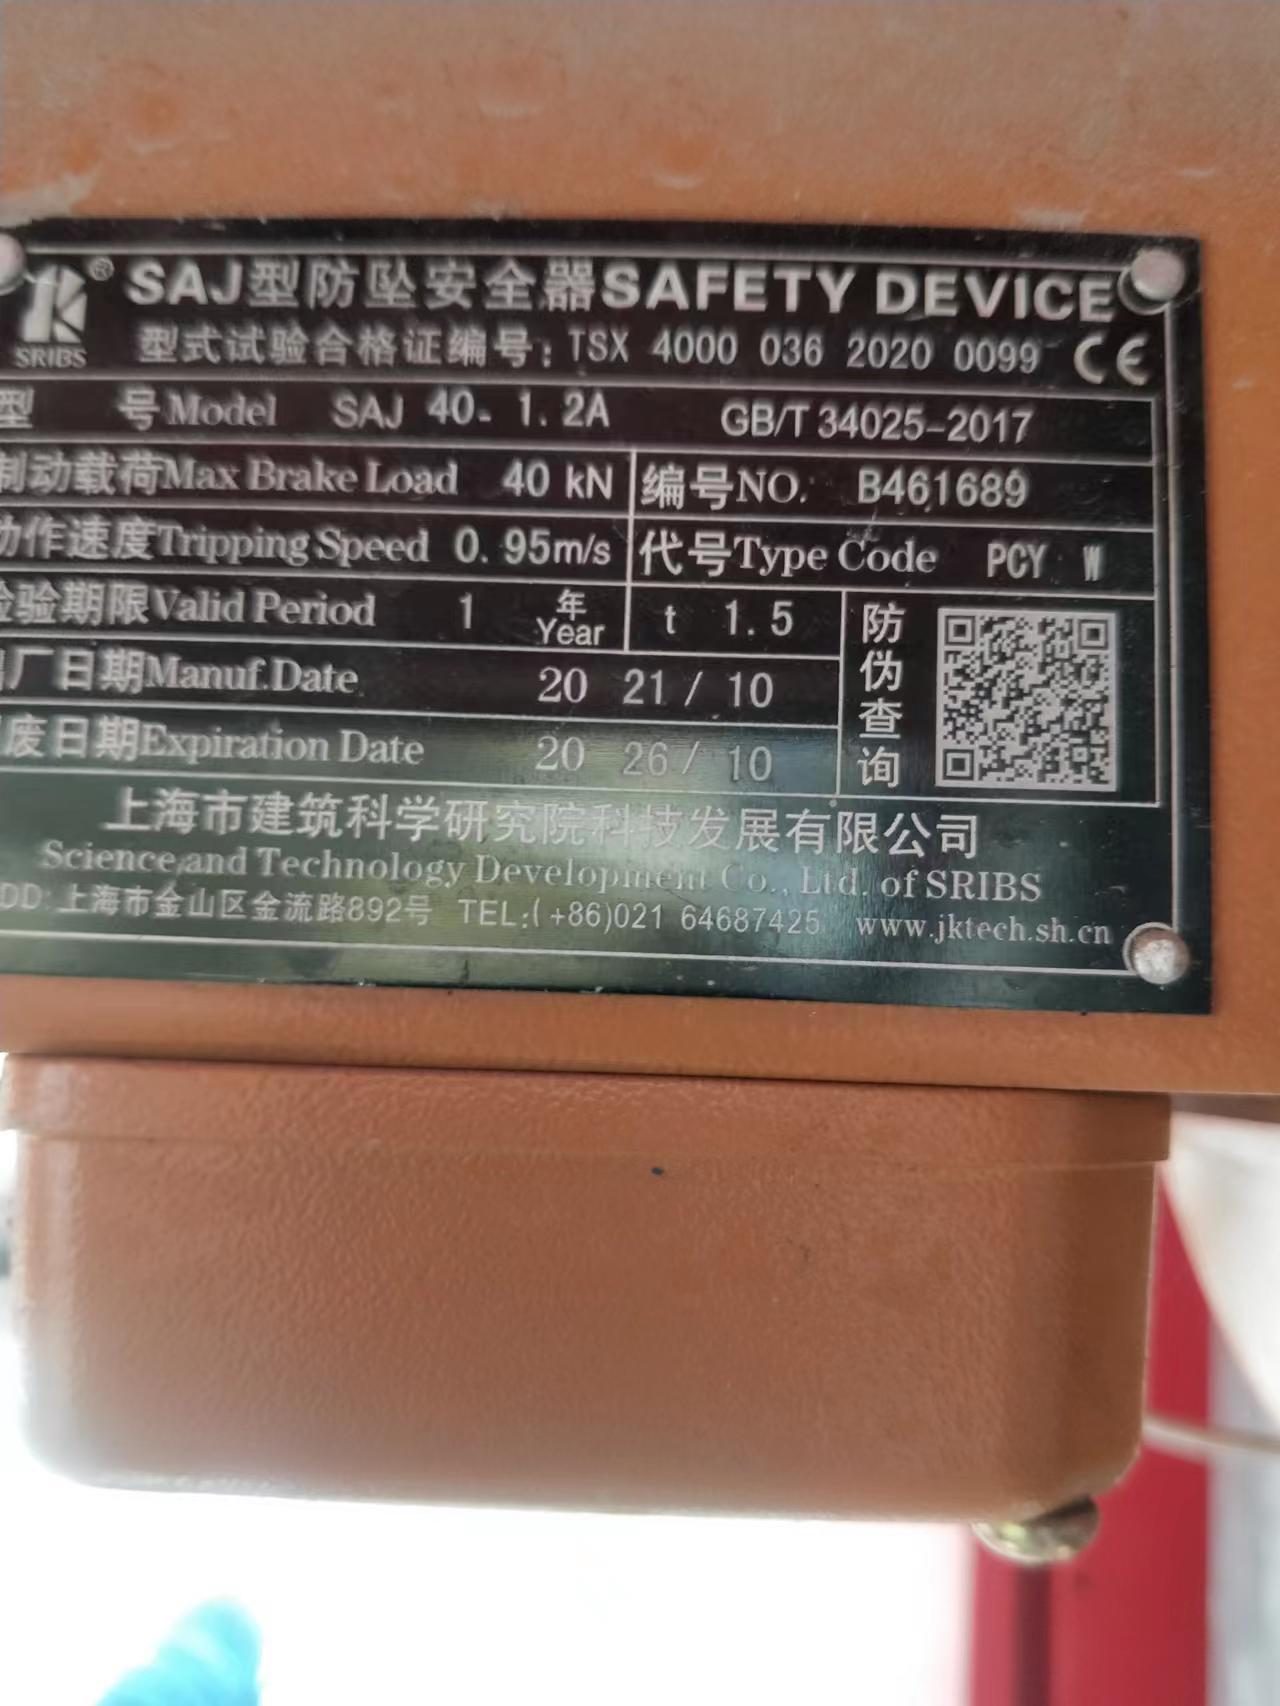 ® SAJ型防坠安全器SAFETY DEVICE
SRIBS 型式试验合格证编号: TSX 4000 036 2020 0099 CE
型 号Model SAJ 40- 1.2A GB/T 34025-2017
制动载荷Max Brake Load 40 kN 编号NO. B461689
动作速度Tripping Speed 0.95m/s 代号Type Code PCY W
检验期限Valid Period 1 年 Year t 1.5
出厂日期Manuf.Date 20 21 / 10
废日期Expiration Date 20 26 / 10
防伪查询
上海市建筑科学研究院科技发展有限公司
Science and Technology Development Co., Ltd. of SRIBS
DD: 上海市金山区金流路892号 TEL:(+86)021 64687425 www.jktech.sh.cn